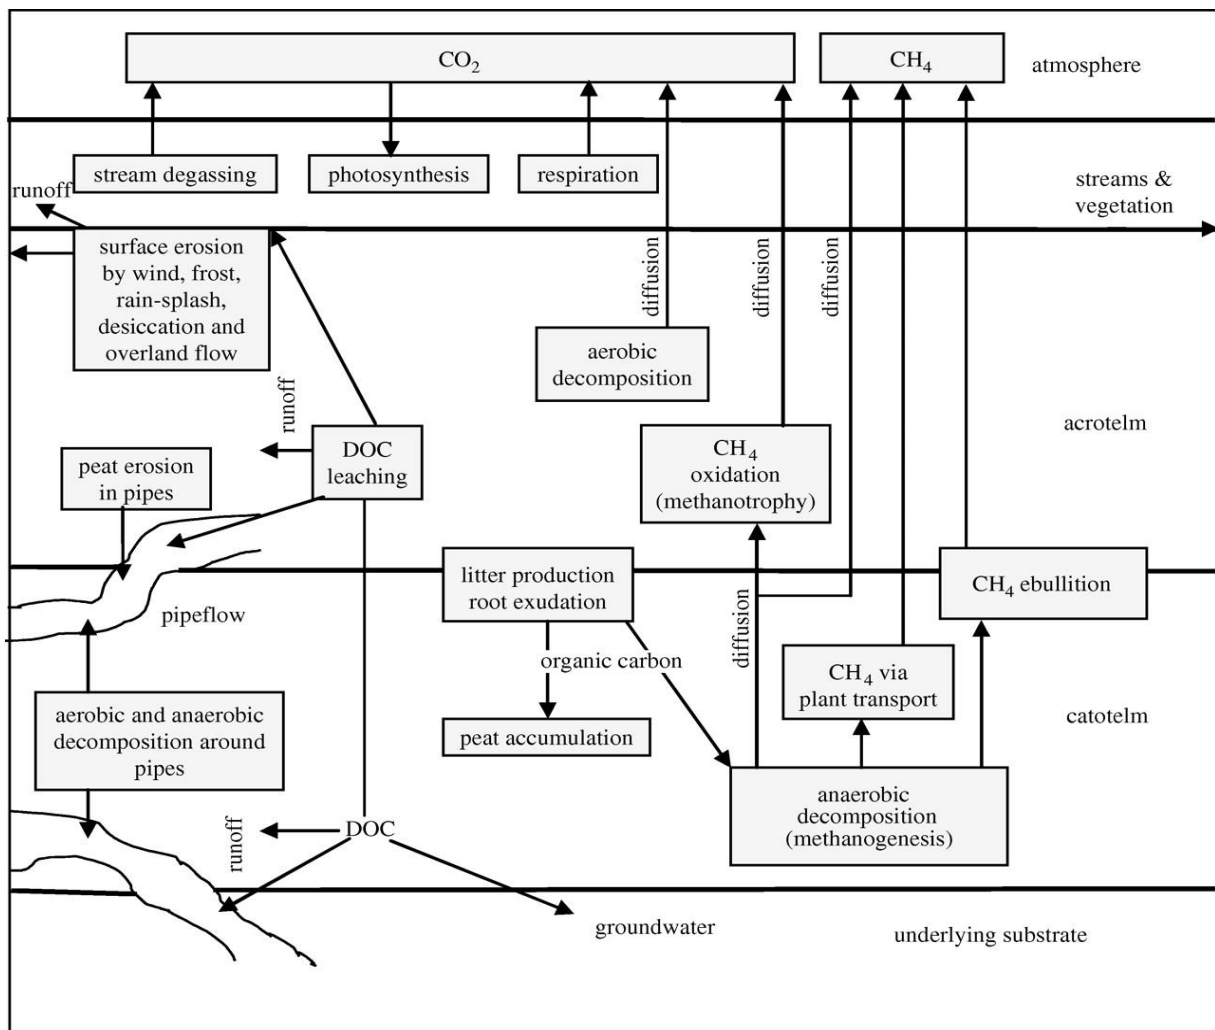 CO₂
CH₄
atmosphere
stream degassing
photosynthesis
respiration
streams &
vegetation
runoff
surface erosion
by wind, frost,
rain-splash,
desiccation and
overland flow
diffusion
diffusion
diffusion
aerobic
decomposition
runoff
acrotelm
DOC
leaching
CH₄
oxidation
(methanotrophy)
peat erosion
in pipes
litter production
root exudation
CH₄ ebullition
pipeflow
diffusion
organic carbon
CH₄ via
plant transport
catotelm
aerobic and anaerobic
decomposition around
pipes
peat accumulation
anaerobic
decomposition
(methanogenesis)
DOC
runoff
groundwater
underlying substrate